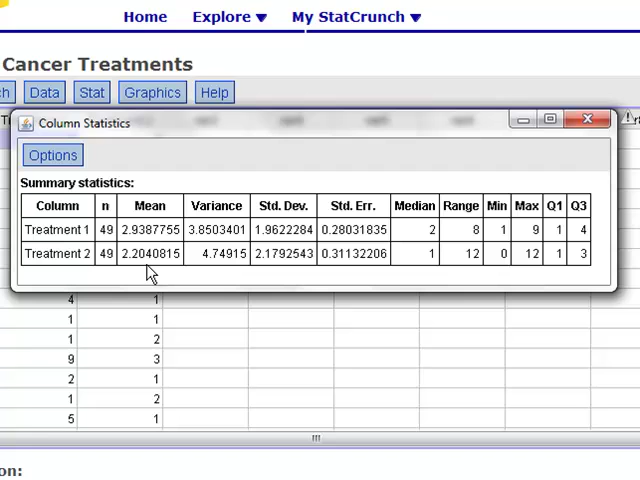 Home Explore ▼ My StatCrunch ▼
Cancer Treatments
Data Stat Graphics Help
Column Statistics
Options
Summary statistics:
Column n Mean Variance Std. Dev. Std. Err. Median Range Min Max Q1 Q3
Treatment 1 49 2.9387755 3.8503401 1.9622284 0.28031835 2 8 1 9 1 4
Treatment 2 49 2.2040815 4.74915 2.1792543 0.31132206 1 12 0 12 1 3
4 1
1 1
1 2
9 3
2 1
1 2
5 1
on: